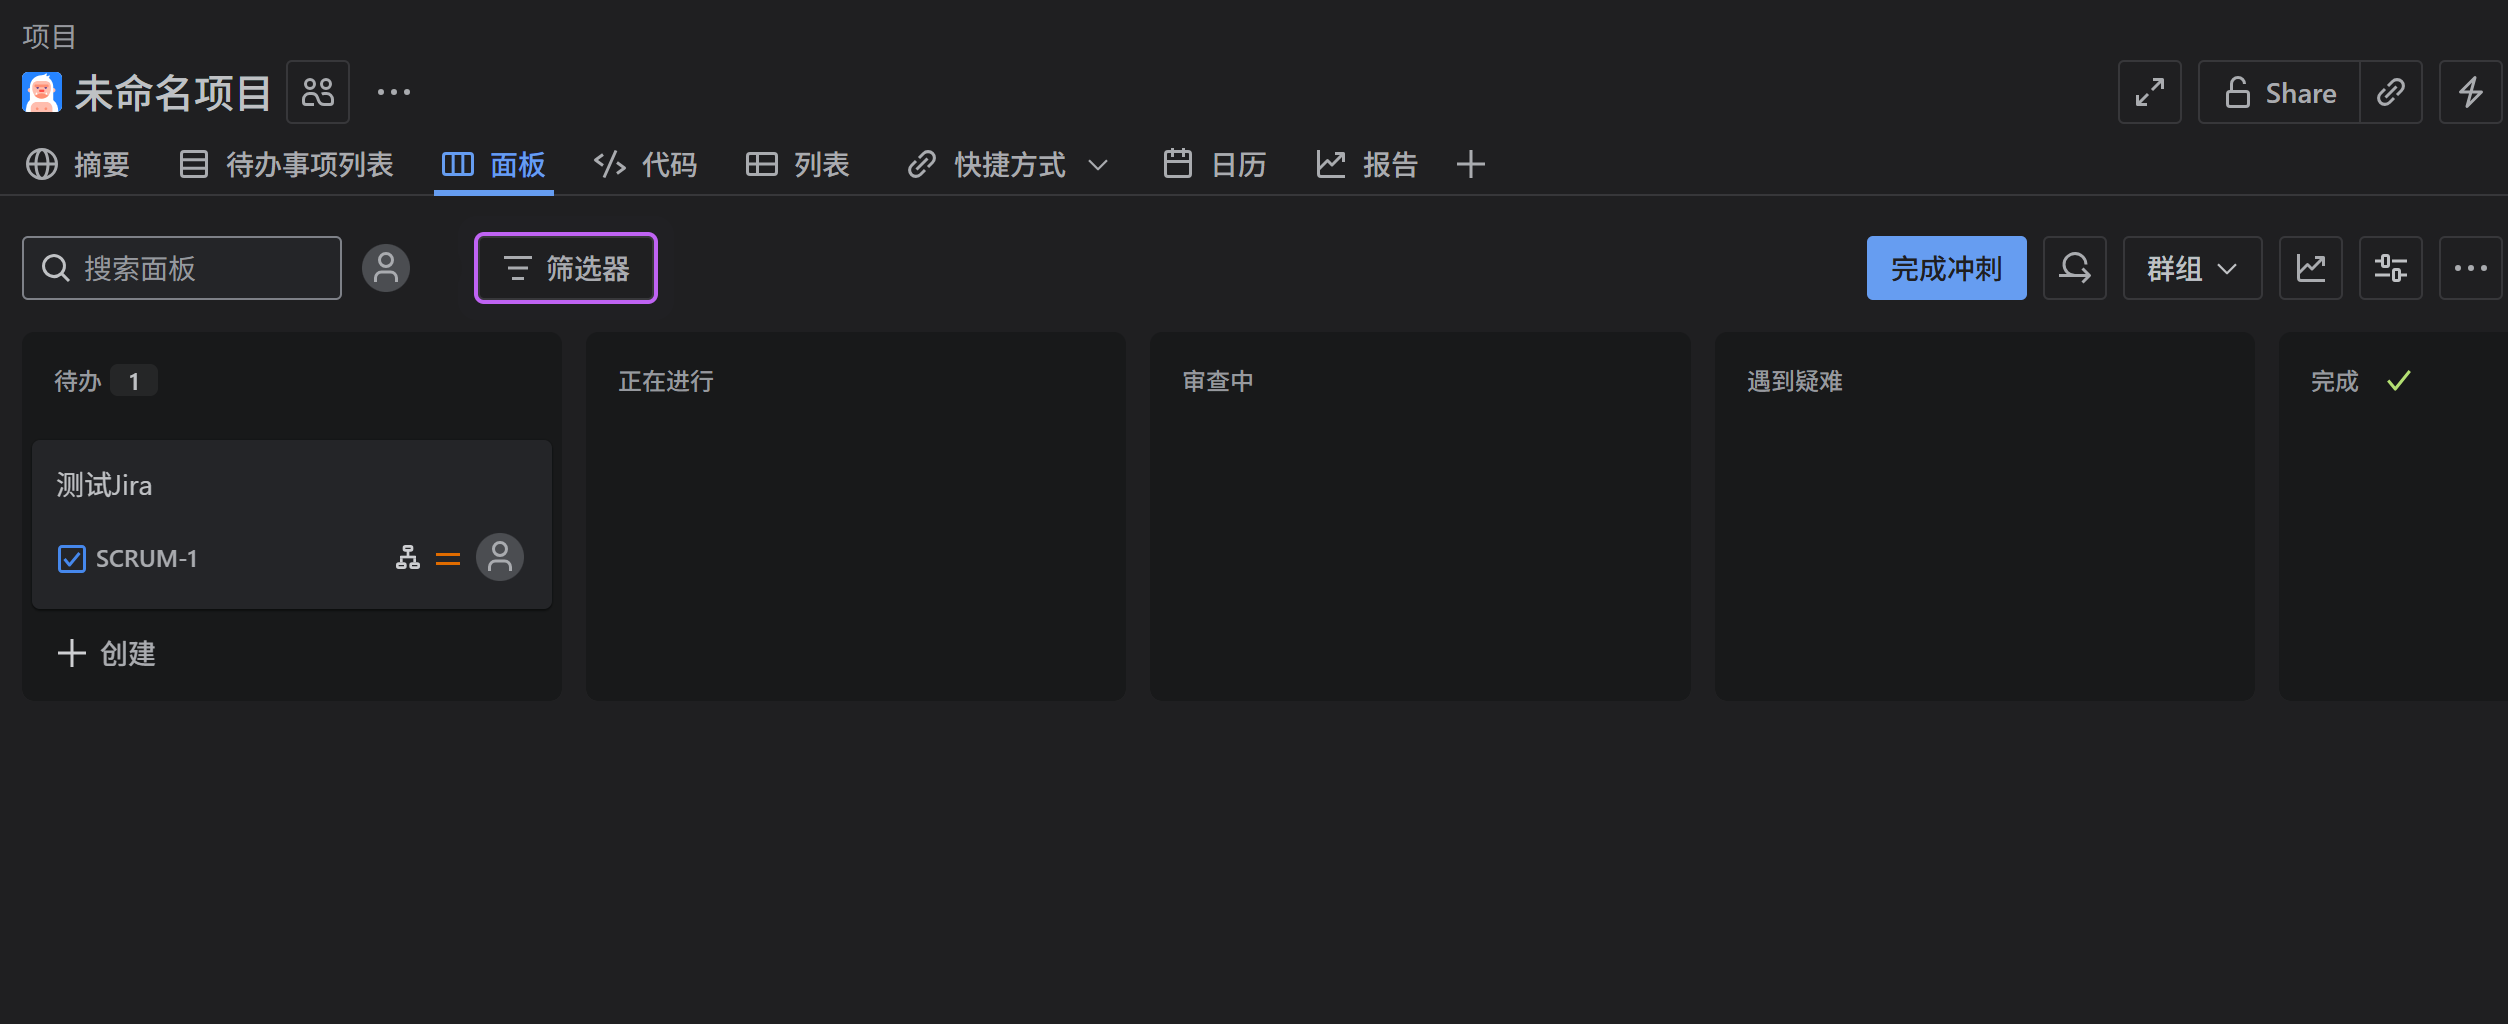 项目
未命名项目
Share
摘要 待办事项列表 面板 代码 列表 快捷方式 日历 报告
搜索面板 筛选器 完成冲刺 群组
待办 1 正在进行 审查中 遇到疑难 完成
测试Jira
SCRUM-1
创建